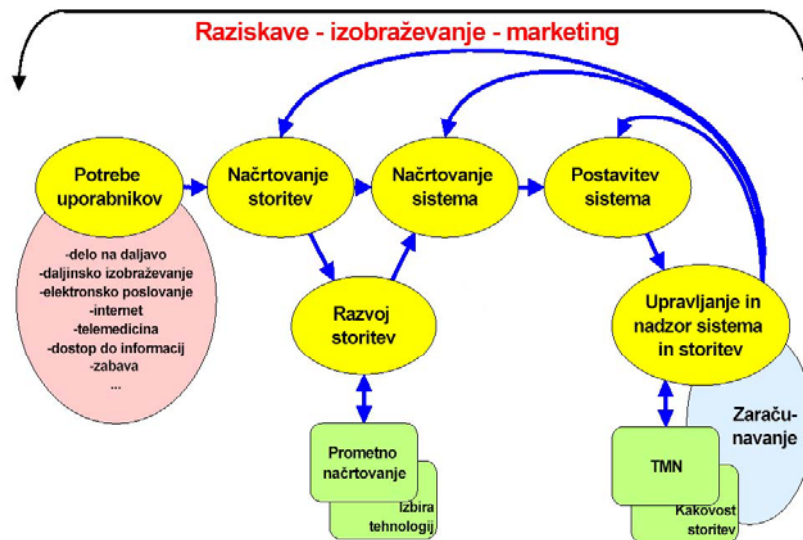 Raziskave - izobraževanje - marketing
Potrebe
uporabnikov
Načrtovanje
storitev
Načrtovanje
sistema
Postavitev
sistema
-delo na daljavo
-daljinsko izobraževanje
-elektronsko poslovanje
-internet
-telemedicina
-dostop do informacij
-zabava
...
Razvoj
storitev
Upravljanje in
nadzor sistema
in storitev
Zaraču-
navanje
Prometno
načrtovanje
Izbira
tehnologij
TMN
Kakovost
storitev